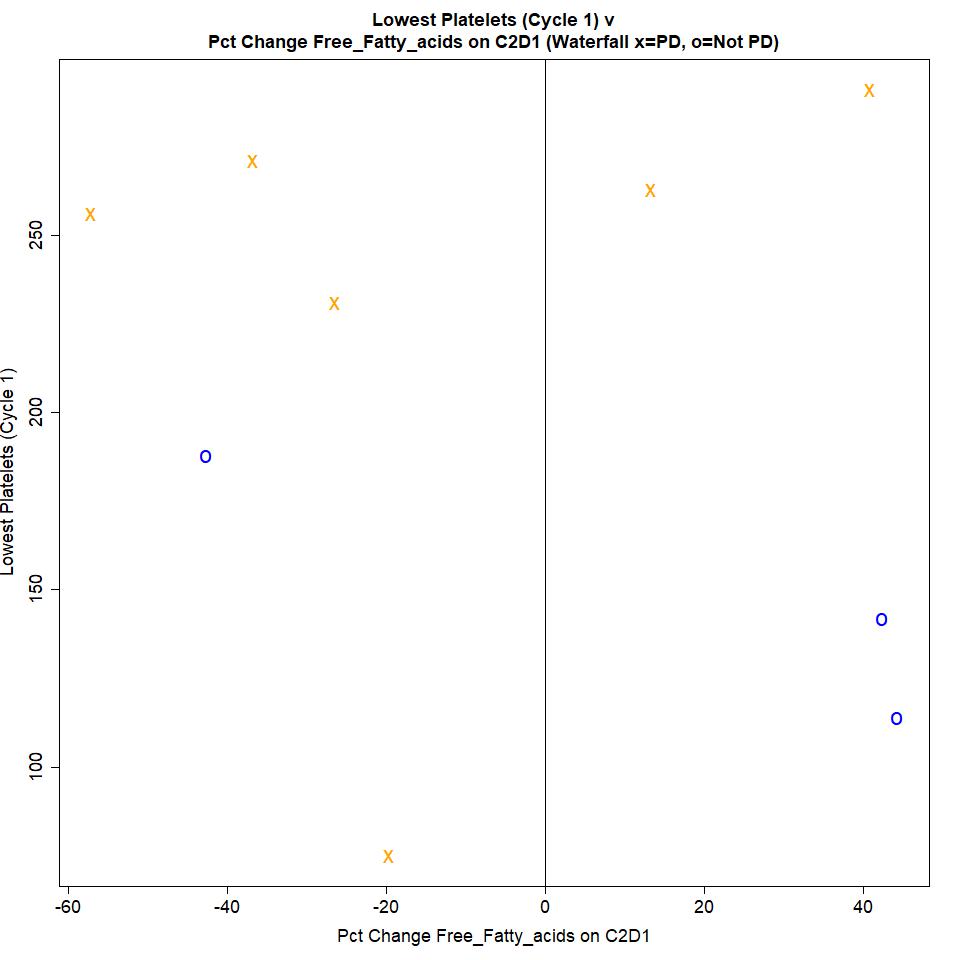 Lowest Platelets (Cycle 1) v
Pct Change Free_Fatty_acids on C2D1 (Waterfall x=PD, o=Not PD)
Lowest Platelets (Cycle 1)
250
200
150
100
X
X
X
X
X
O
O
O
X
-60
-40
-20
0
20
40
Pct Change Free_Fatty_acids on C2D1